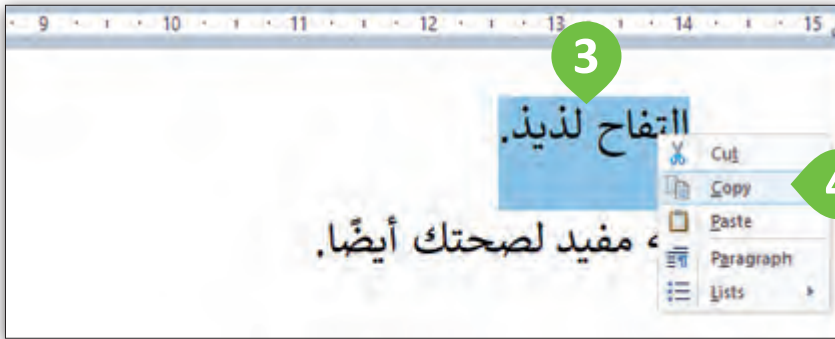 9 10 11 12 13 14 15
3
التفاح لذيذ.
Cut
Copy
4
Paste
مفيد لصحتك أيضًا.
Paragraph
Lists